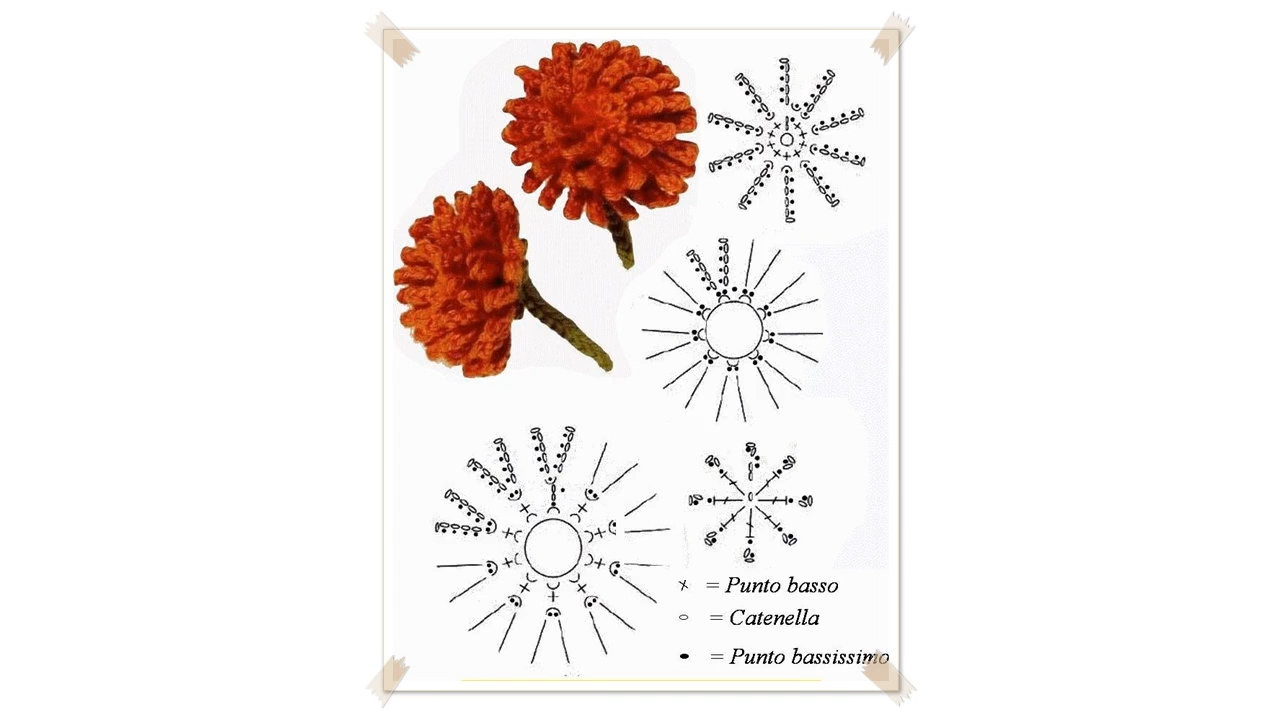 = Punto basso
= Catenella
= Punto bassissimo